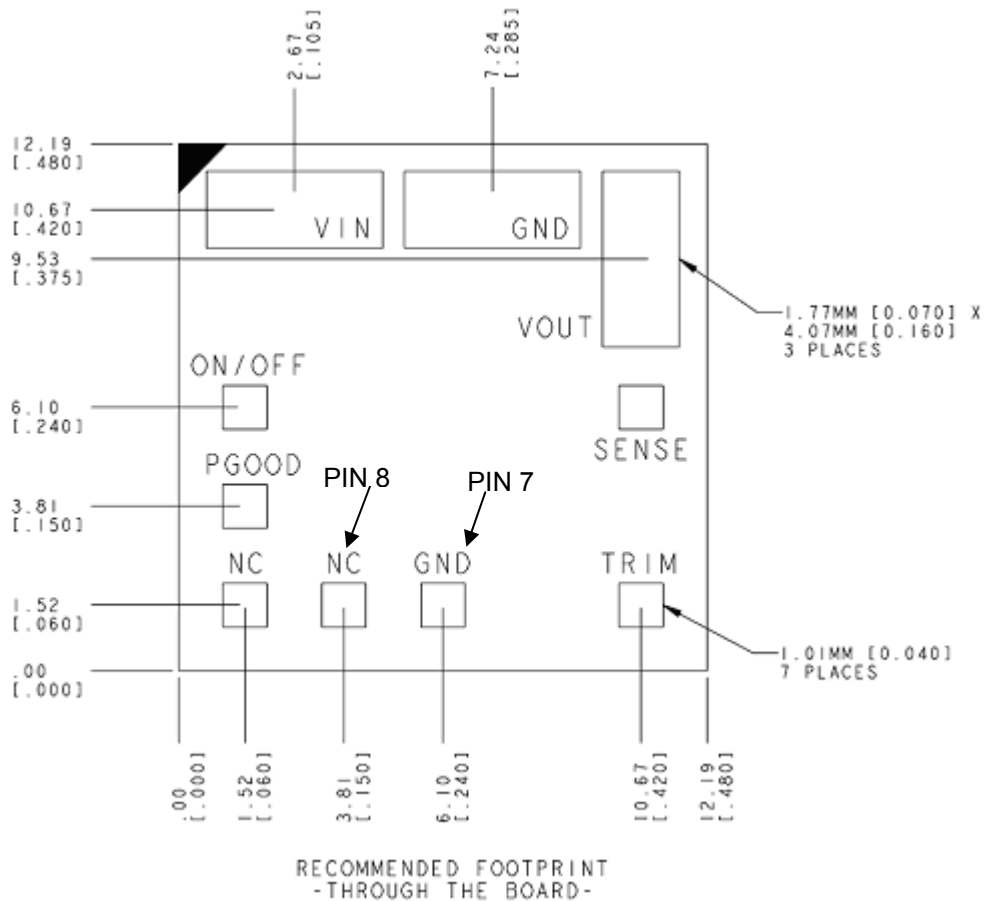 2.67
[.105]
7.24
[.285]
12.19
[.480]
10.67
[.420]
VIN
GND
9.53
[.375]
VOUT
1.77MM [0.070] X
4.07MM [0.160]
3 PLACES
ON/OFF
6.10
[.240]
SENSE
PGOOD
PIN 8
PIN 7
3.81
[.150]
NC
NC
GND
TRIM
1.52
[.060]
1.01MM [0.040]
7 PLACES
.00
[.000]
.00
[.000]
1.52
[.060]
3.81
[.150]
6.10
[.240]
10.67
[.420]
12.19
[.480]
RECOMMENDED FOOTPRINT
-THROUGH THE BOARD-